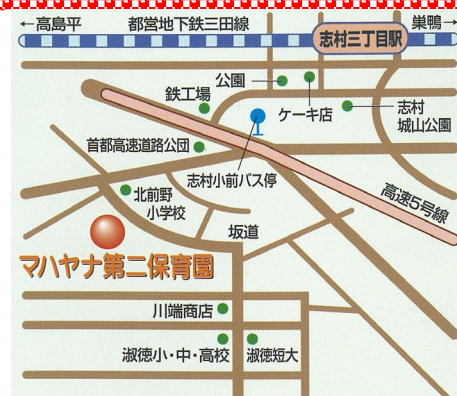 ←高島平
都営地下鉄三田線
巣鴨→
志村三丁目駅
公園
鉄工場
ケーキ店
志村
城山公園
首都高速道路公団
志村小前バス停
高速5号線
北前野
小学校
坂道
マハヤナ第二保育園
川端商店
淑徳小・中・高校
淑徳短大